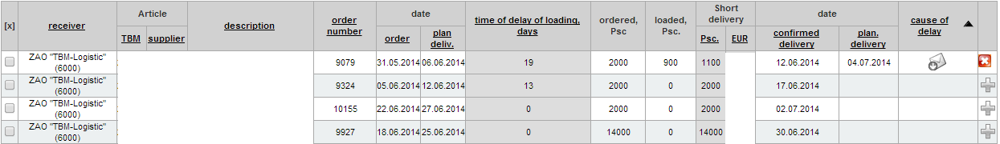 [x] receiver Article description order number date time of delay of loading, days ordered, Psc loaded, Psc. Short delivery date cause of delay
TBM supplier order plan deliv. Psc. EUR confirmed delivery plan. delivery
ZAO "TBM-Logistic" (6000) 9079 31.05.2014 06.06.2014 19 2000 900 1100 12.06.2014 04.07.2014
ZAO "TBM-Logistic" (6000) 9324 05.06.2014 12.06.2014 13 2000 0 2000 17.06.2014
ZAO "TBM-Logistic" (6000) 10155 22.06.2014 27.06.2014 0 2000 0 2000 02.07.2014
ZAO "TBM-Logistic" (6000) 9927 18.06.2014 25.06.2014 0 14000 0 14000 30.06.2014